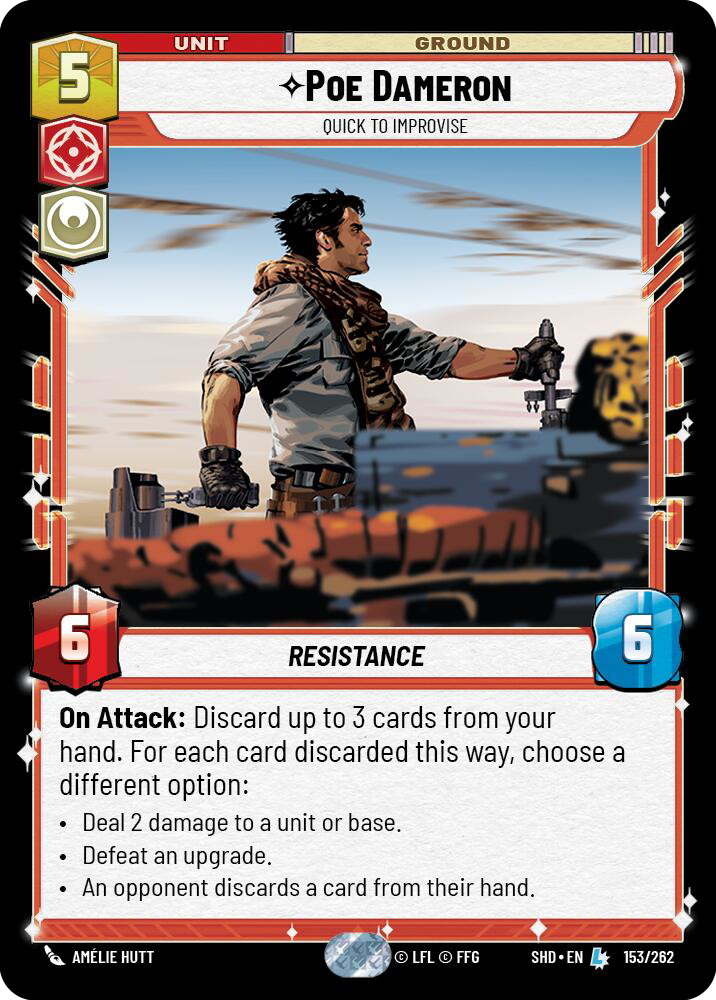 UNIT GROUND
5
✧POE DAMERON
QUICK TO IMPROVISE
6 RESISTANCE 6
On Attack: Discard up to 3 cards from your
hand. For each card discarded this way, choose a
different option:
• Deal 2 damage to a unit or base.
• Defeat an upgrade.
• An opponent discards a card from their hand.
AMÉLIE HUTT © LFL © FFG SHD • EN L 153/262